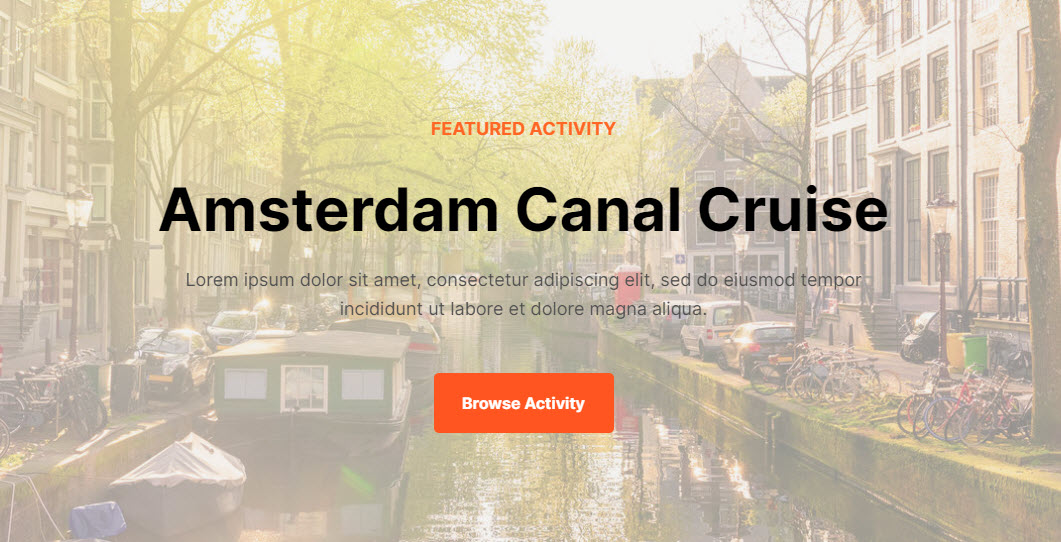 FEATURED ACTIVITY
Amsterdam Canal Cruise
Lorem ipsum dolor sit amet, consectetur adipiscing elit, sed do eiusmod tempor
incididunt ut labore et dolore magna aliqua.
Browse Activity